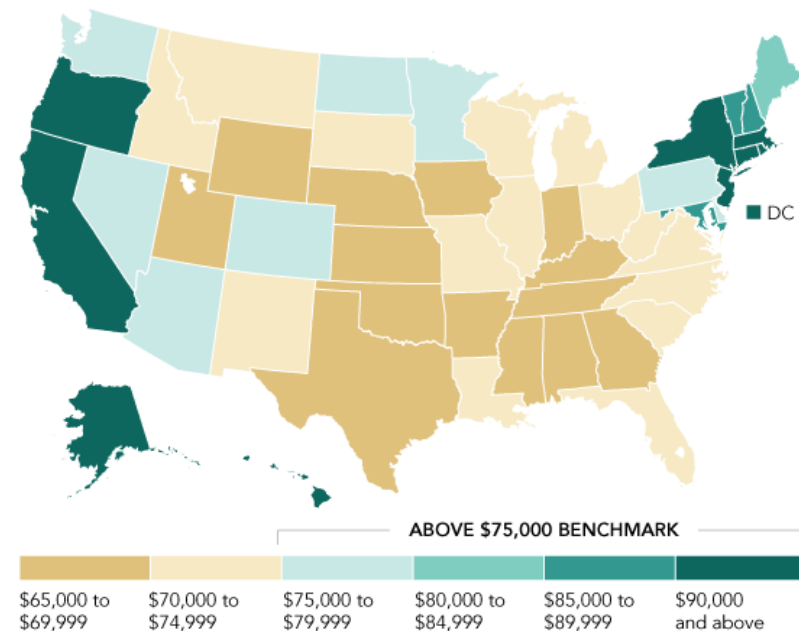 DC
ABOVE $75,000 BENCHMARK
$65,000 to
$69,999
$70,000 to
$74,999
$75,000 to
$79,999
$80,000 to
$84,999
$85,000 to
$89,999
$90,000
and above